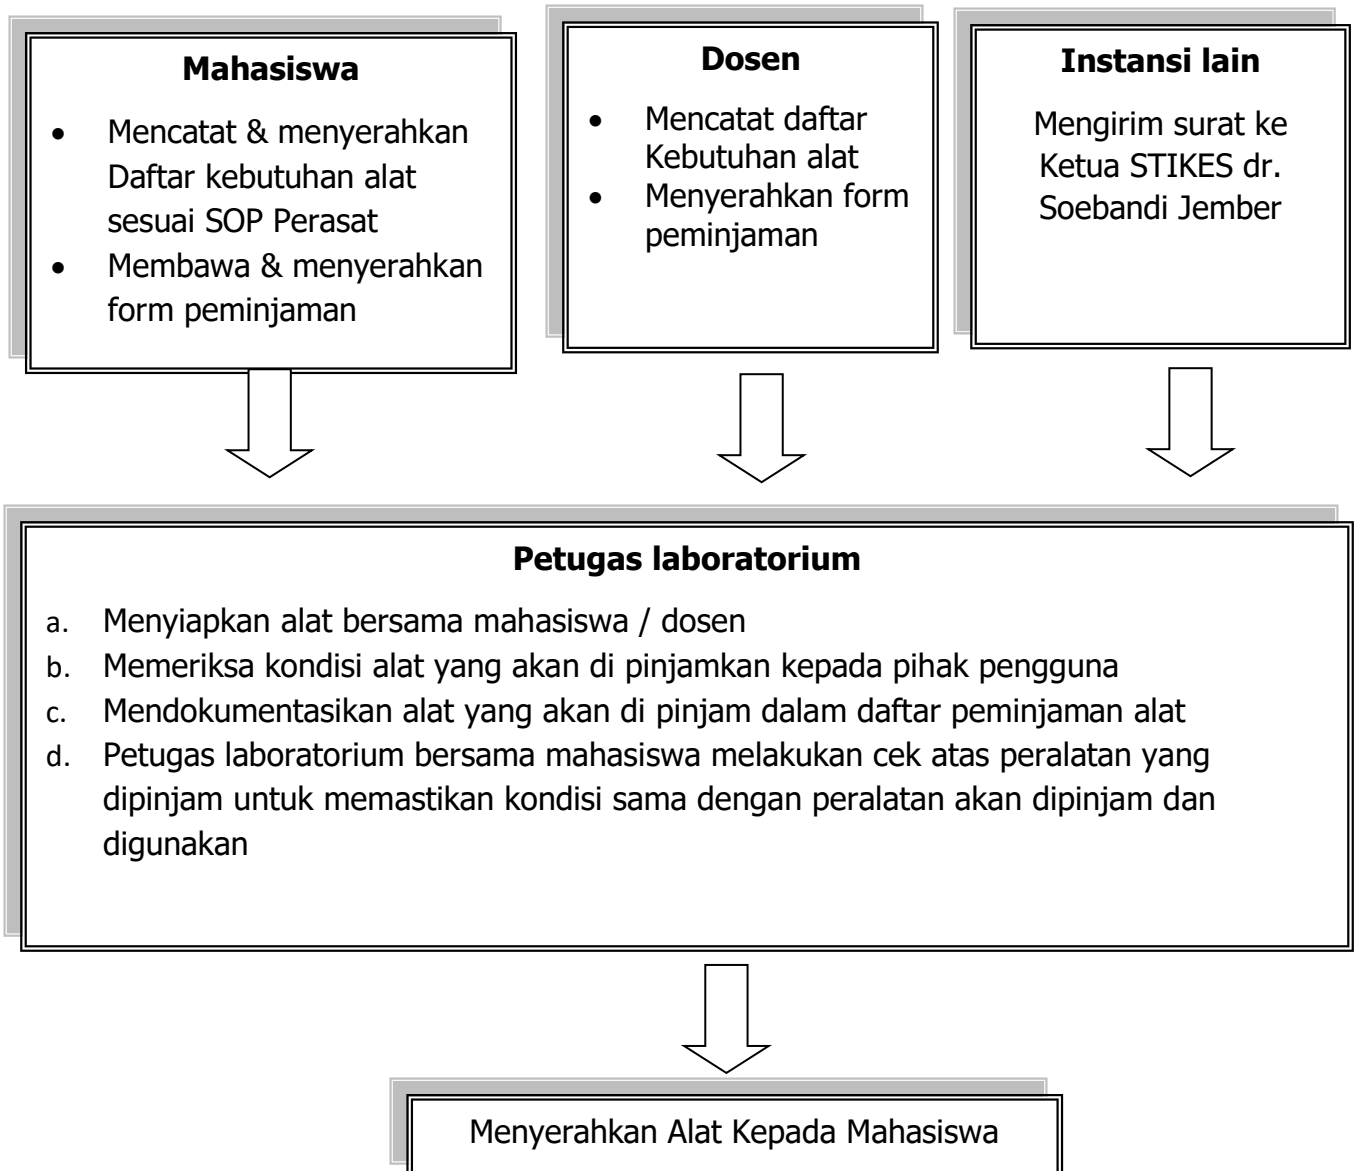 Mahasiswa
• Mencatat & menyerahkan
Daftar kebutuhan alat
sesuai SOP Perasat
• Membawa & menyerahkan
form peminjaman
Dosen
• Mencatat daftar
Kebutuhan alat
• Menyerahkan form
peminjaman
Instansi lain
Mengirim surat ke
Ketua STIKES dr.
Soebandi Jember
Petugas laboratorium
a. Menyiapkan alat bersama mahasiswa / dosen
b. Memeriksa kondisi alat yang akan di pinjamkan kepada pihak pengguna
c. Mendokumentasikan alat yang akan di pinjam dalam daftar peminjaman alat
d. Petugas laboratorium bersama mahasiswa melakukan cek atas peralatan yang
dipinjam untuk memastikan kondisi sama dengan peralatan akan dipinjam dan
digunakan
Menyerahkan Alat Kepada Mahasiswa